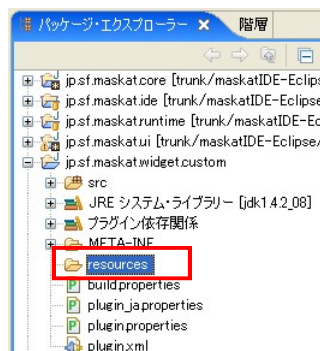 パッケージ・エクスプローラー 階層
jp.sf.maskat.core [trunk/maskatIDE-Eclips
jp.sf.maskat.ide [trunk/maskatIDE-Eclipse
jp.sf.maskat.runtime [trunk/maskatIDE-Ec
jp.sf.maskat.ui [trunk/maskatIDE-Eclipse/
jp.sf.maskat.widget.custom
src
JRE システム・ライブラリー [jdk1.4.2_08]
プラグイン依存関係
META-INF
resources
build.properties
plugin_ja.properties
plugin.properties
plugin.xml